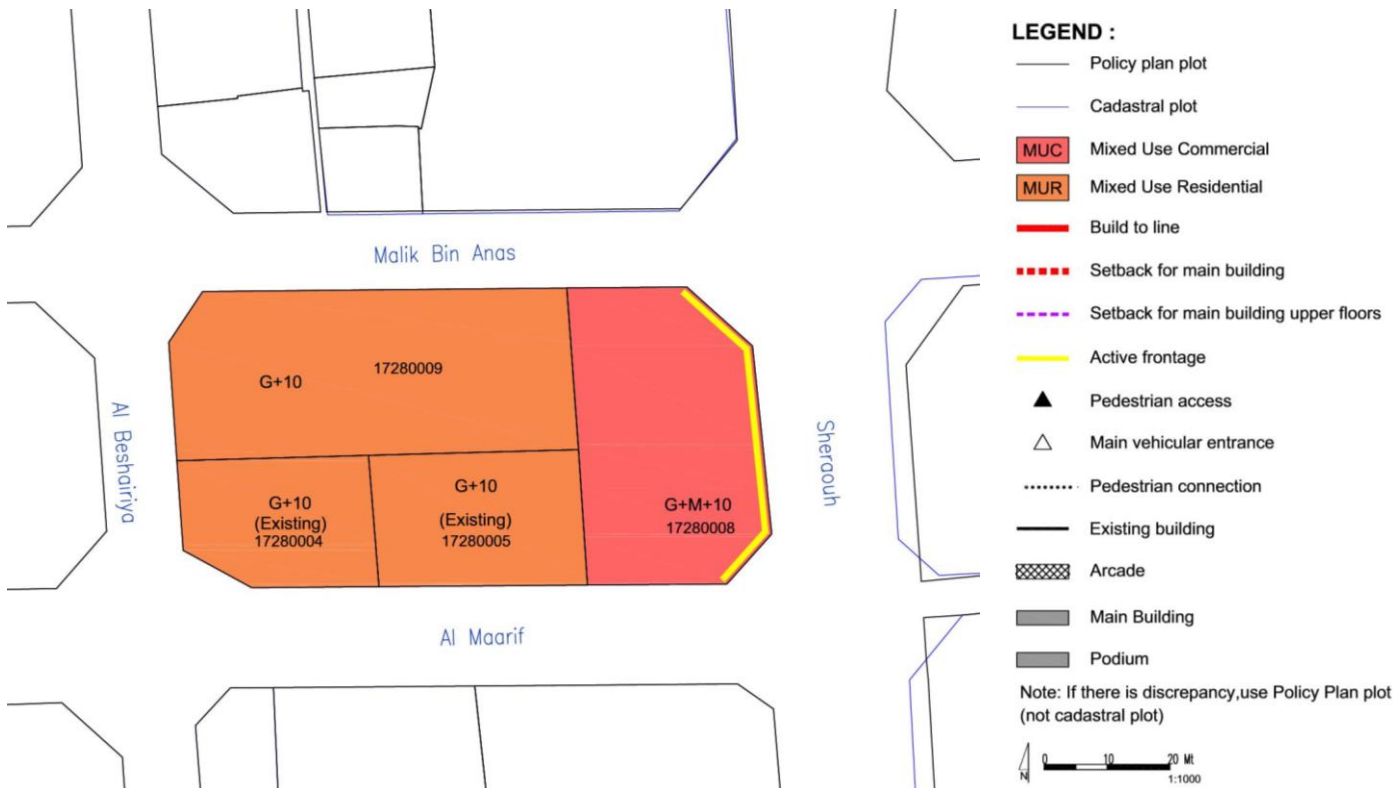 Malik Bin Anas
G+10
17280009
G+10
(Existing)
17280004
G+10
(Existing)
17280005
G+M+10
17280008
Al Beshairiya
Sheraouh
Al Maarif
LEGEND :
Policy plan plot
Cadastral plot
MUC Mixed Use Commercial
MUR Mixed Use Residential
Build to line
Setback for main building
Setback for main building upper floors
Active frontage
Pedestrian access
Main vehicular entrance
Pedestrian connection
Existing building
Arcade
Main Building
Podium
Note: If there is discrepancy,use Policy Plan plot
(not cadastral plot)
N
0 10 20 Mt
1:1000